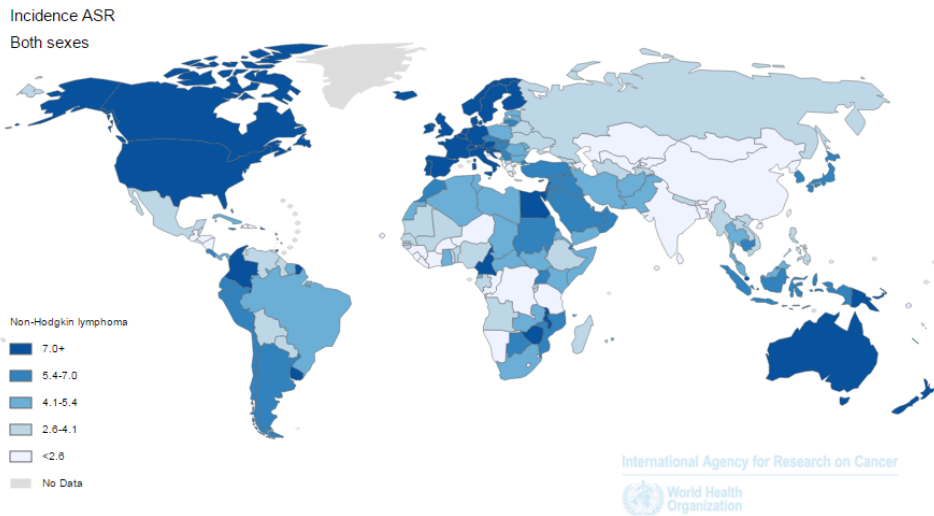 Incidence ASR
Both sexes
Non-Hodgkin lymphoma
7.0+
5.4-7.0
4.1-5.4
2.6-4.1
<2.6
No Data
International Agency for Research on Cancer
World Health
Organization